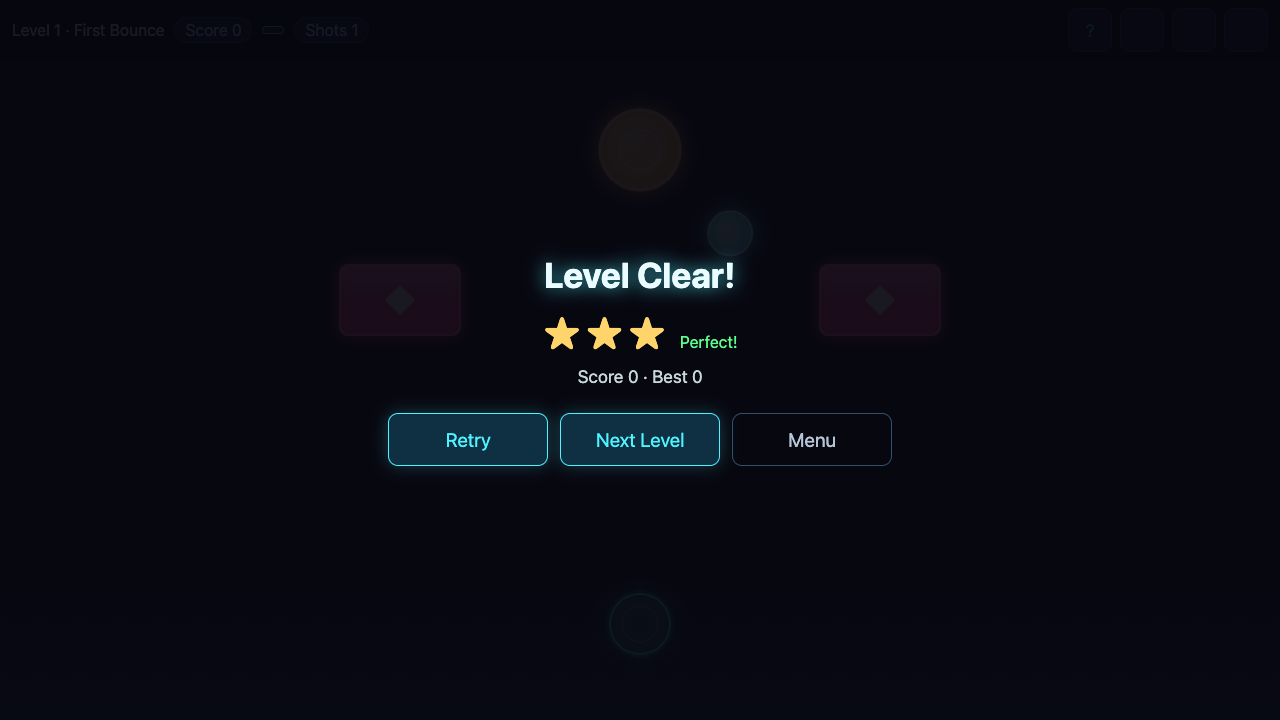 Level 1 · First Bounce Score 0 Shots 1 ?
Level Clear!
Perfect!
Score 0 · Best 0
Retry Next Level Menu